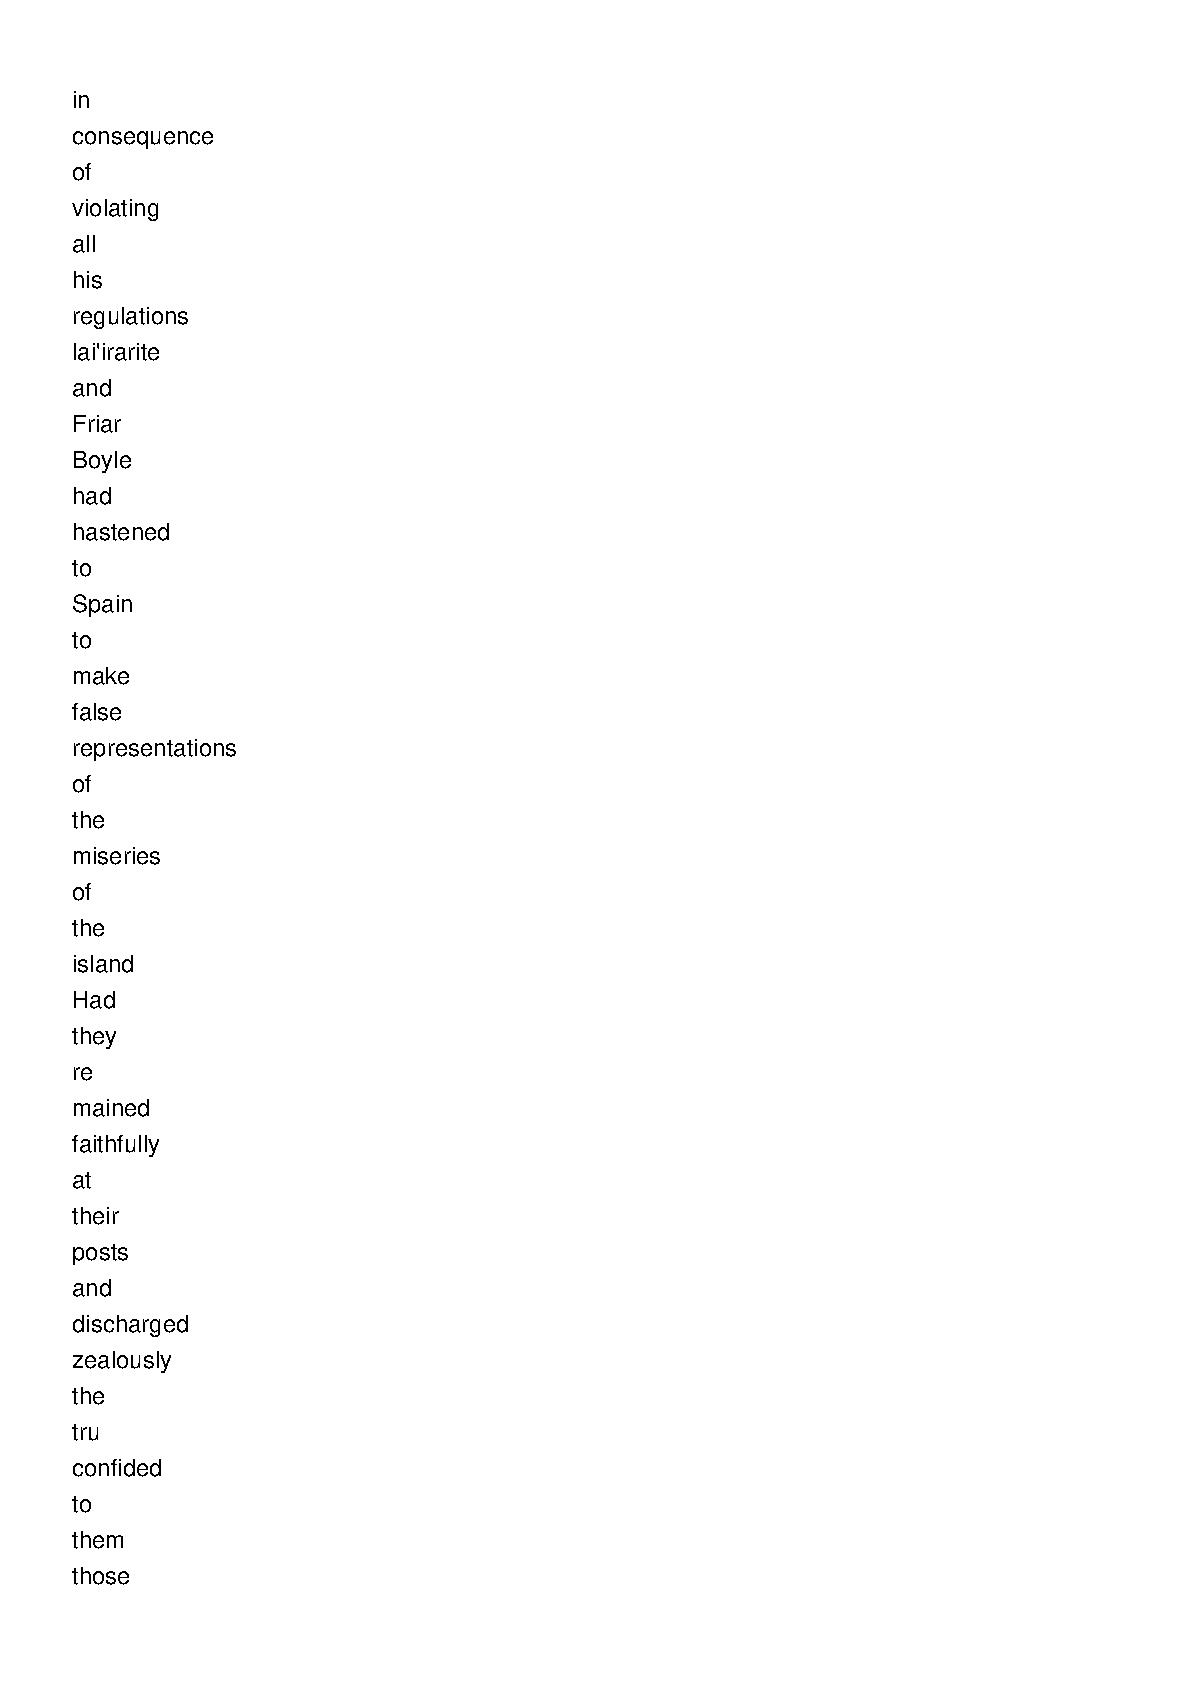 in
consequence
of
violating
all
his
regulations
lai'irarite
and
Friar
Boyle
had
hastened
to
Spain
to
make
false
representations
of
the
miseries
of
the
island
Had
they
re
mained
faithfully
at
their
posts
and
discharged
zealously
the
tru
confided
to
them
those